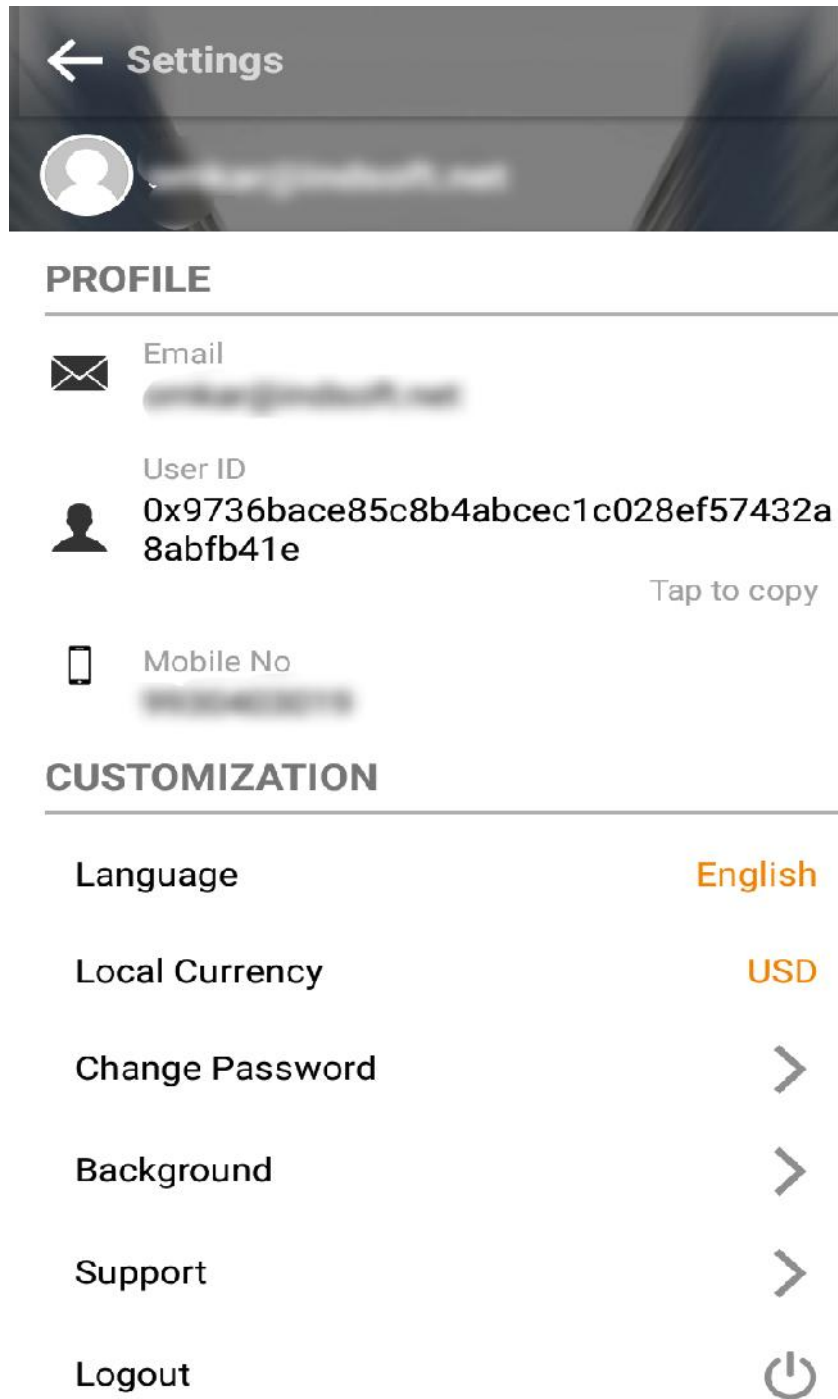 Settings
PROFILE
Email
User ID
0x9736bace85c8b4abcec1c028ef57432a
8abfb41e
Tap to copy
Mobile No
CUSTOMIZATION
Language English
Local Currency USD
Change Password
Background
Support
Logout